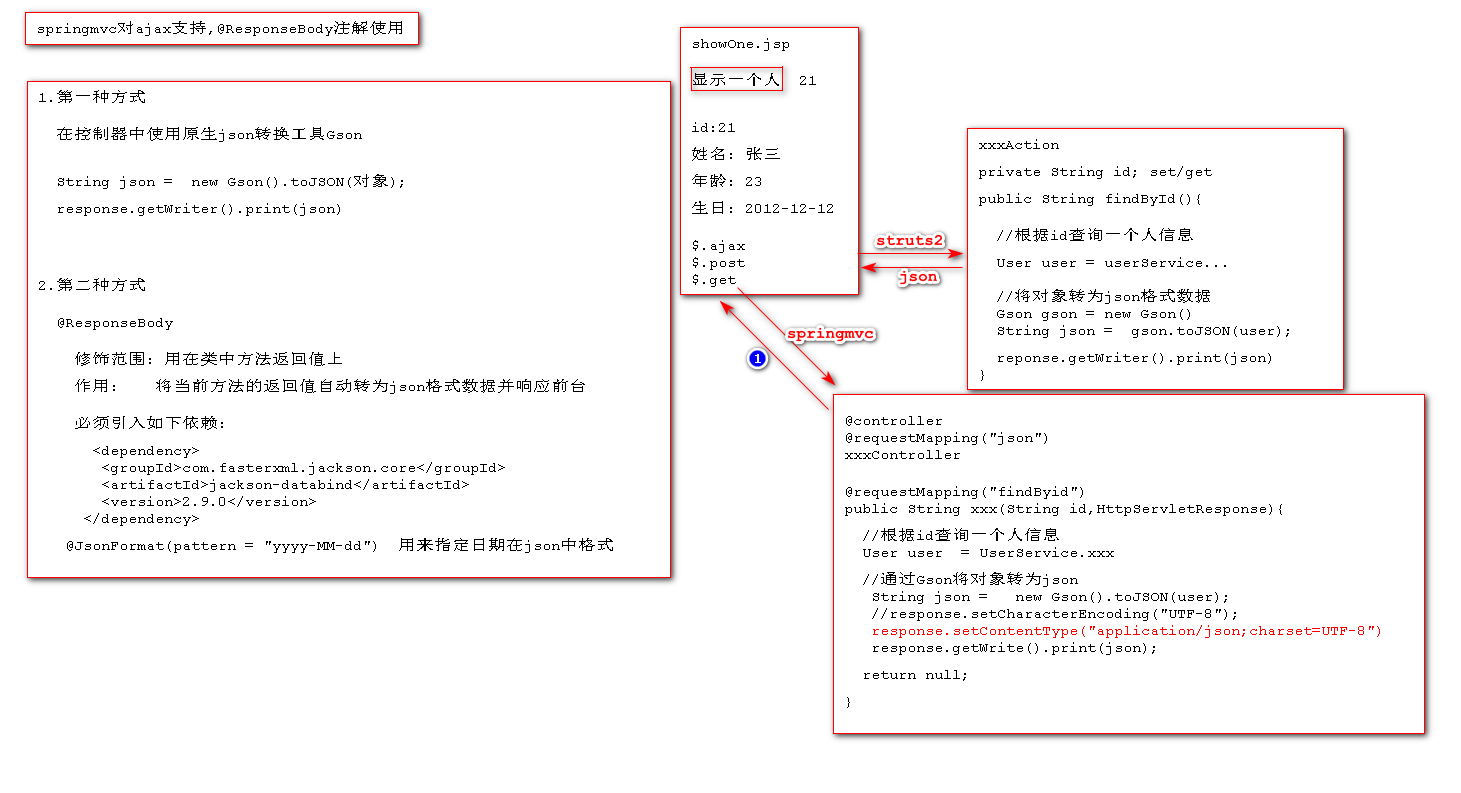 springmvc对ajax支持,@ResponseBody注解使用
1.第一种方式
在控制器中使用原生json转换工具Gson
String json =  new Gson().toJSON(对象);
response.getWriter().print(json)
2.第二种方式
@ResponseBody
修饰范围: 用在类中方法返回值上
作用:    将当前方法的返回值自动转为json格式数据并响应前台
必须引入如下依赖:
<dependency>
<groupId>com.fasterxml.jackson.core</groupId>
<artifactId>jackson-databind</artifactId>
<version>2.9.0</version>
</dependency>
@JsonFormat(pattern = "yyyy-MM-dd")  用来指定日期在json中格式
showOne.jsp
显示一个人  21
id:21
姓名: 张三
年龄: 23
生日: 2012-12-12
$.ajax
$.post
$.get
struts2
json
springmvc
1
xxxAction
private String id; set/get
public String findById(){
//根据id查询一个人信息
User user = userService...
//将对象转为json格式数据
Gson gson = new Gson()
String json =  gson.toJSON(user);
reponse.getWriter().print(json)
}
@controller
@requestMapping("json")
xxxController
@requestMapping("findByid")
public String xxx(String id,HttpServletResponse){
//根据id查询一个人信息
User user  = UserService.xxx
//通过Gson将对象转为json
String json =   new Gson().toJSON(user);
//response.setCharacterEncoding("UTF-8");
response.setContentType("application/json;charset=UTF-8")
response.getWrite().print(json);
return null;
}